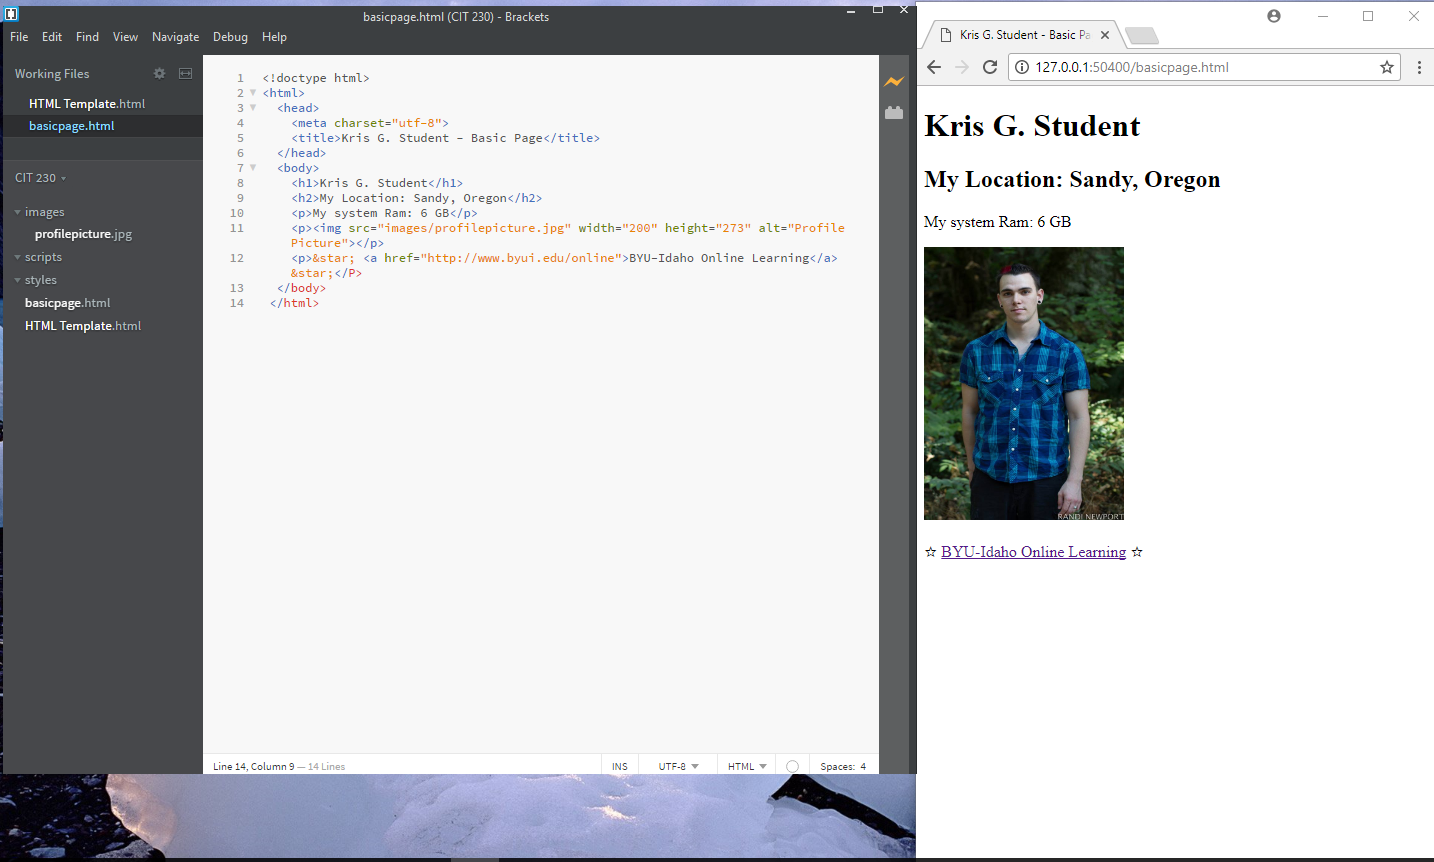 basicpage.html (CIT 230) - Brackets
File Edit Find View Navigate Debug Help
Working Files
HTML Template.html
basicpage.html
CIT 230
images
profilepicture.jpg
scripts
styles
basicpage.html
HTML Template.html
1 <!doctype html>
2 <html>
3 <head>
4 <meta charset="utf-8">
5 <title>Kris G. Student - Basic Page</title>
6 </head>
7 <body>
8 <h1>Kris G. Student</h1>
9 <h2>My Location: Sandy, Oregon</h2>
10 <p>My system Ram: 6 GB</p>
11 <p><img src="images/profilepicture.jpg" width="200" height="273" alt="Profile
Picture"></p>
12 <p>&star; <a href="http://www.byui.edu/online">BYU-Idaho Online Learning</a>
&star;</P>
13 </body>
14 </html>
Line 14, Column 9 — 14 Lines
INS UTF-8 HTML Spaces: 4
Kris G. Student - Basic Pa
127.0.0.1:50400/basicpage.html
Kris G. Student
My Location: Sandy, Oregon
My system Ram: 6 GB
RANDI NEWPORT
☆ BYU-Idaho Online Learning ☆